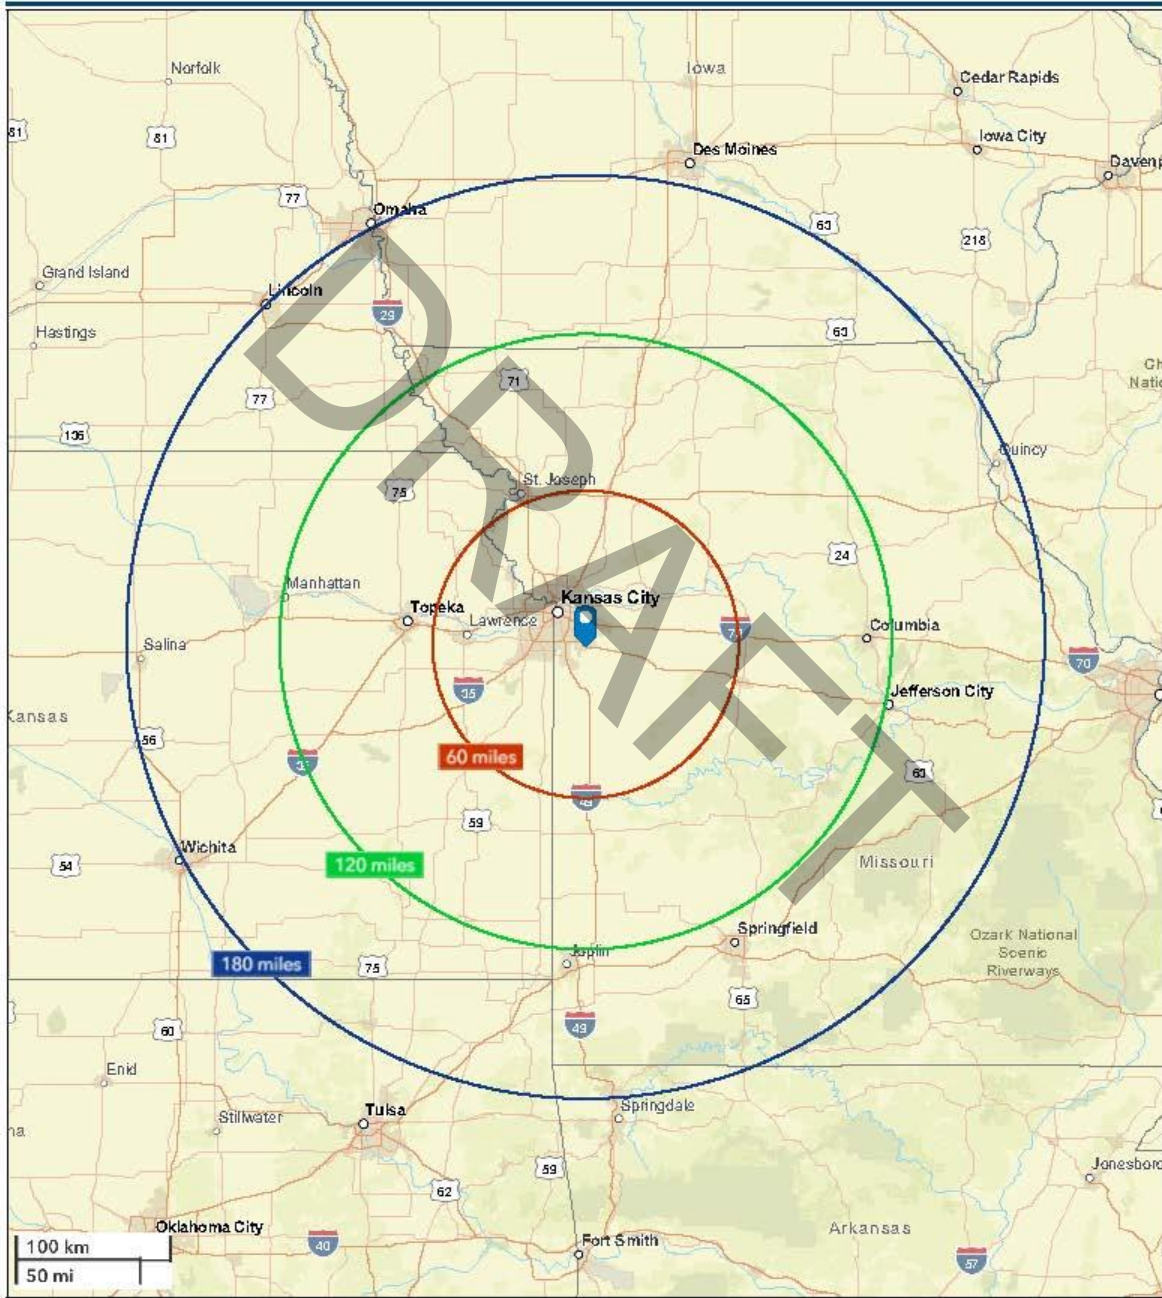 Norfolk
Iowa
Cedar Rapids
81
81
Iowa City
Des Moines
Davenp
77
Omaha
63
218
Grand Island
Lincoln
29
Hastings
63
Ch
Natic
71
77
136
Quincy
St. Joseph
75
24
Manhattan
Kansas City
Topeka
Lawrence
Columbia
70
Salina
70
35
Jefferson City
Kansas
56
60 miles
35
63
49
59
Wichita
54
120 miles
Missouri
Springfield
Ozark National
Scenic
Riverways
Joplin
180 miles
75
65
60
49
Enid
Tulsa
Springdale
Stillwater
na
59
Jonesboro
62
Oklahoma City
Arkansas
40
Fort Smith
57
100 km
50 mi
DRAFT